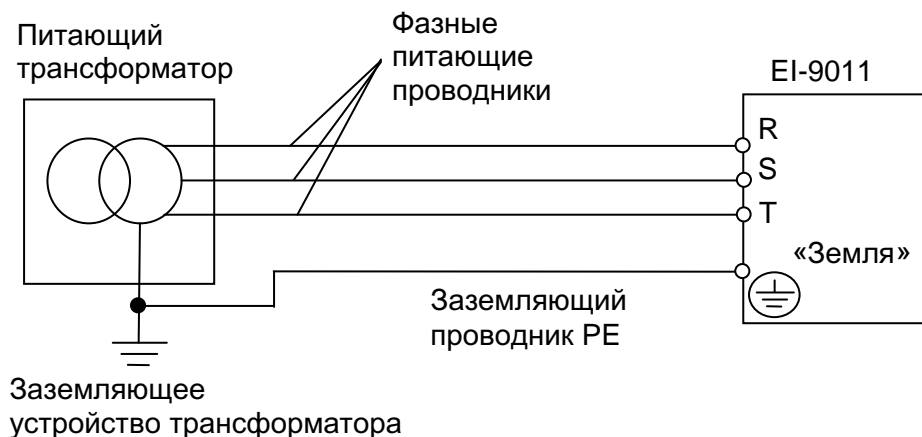 Питающий
трансформатор
Фазные
питающие
проводники
EI-9011
R
S
T
«Земля»
Заземляющий
проводник PE
Заземляющее
устройство трансформатора